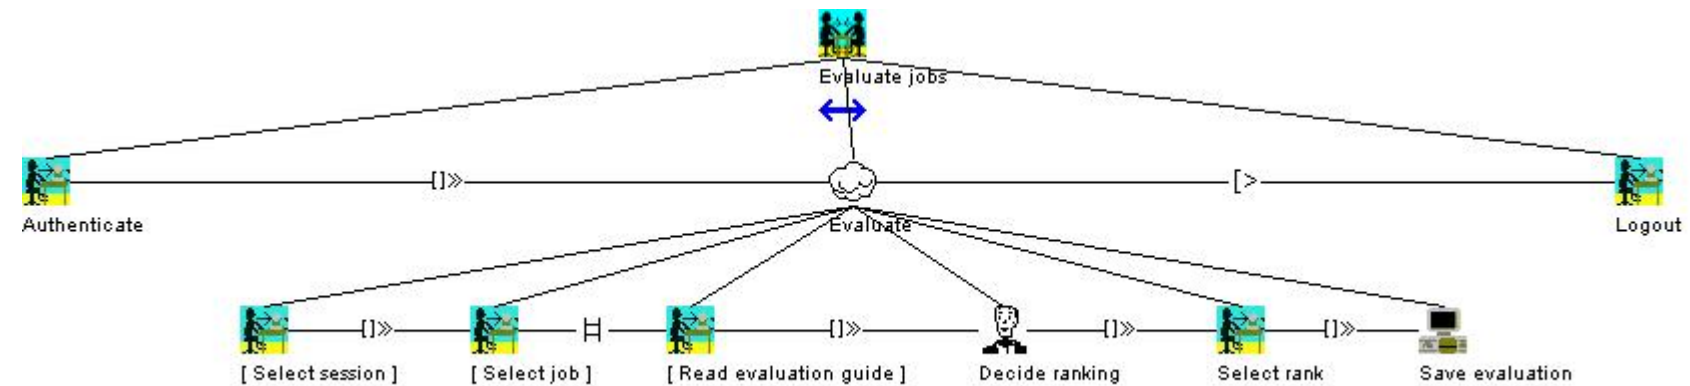 Evaluate jobs
[]» [>
Authenticate Evaluate Logout
[]» |=| []» []» []»
[ Select session ] [ Select job ] [ Read evaluation guide ] Decide ranking Select rank Save evaluation